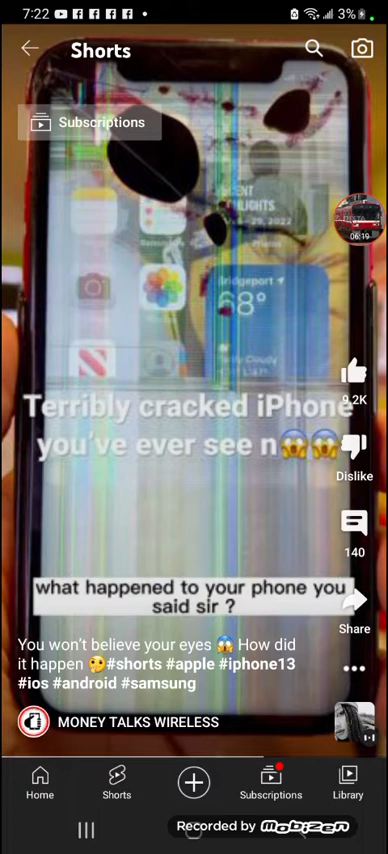 7:22
3%
Shorts
Subscriptions
06:19
Bridgeport
68°
Terribly cracked iPhone
you've ever see n😱😱
9.2K
Dislike
140
what happened to your phone you
said sir ?
Share
You won't believe your eyes 😱 How did
it happen 🤔#shorts #apple #iphone13
#ios #android #samsung
MONEY TALKS WIRELESS
Home
Shorts
Subscriptions
Library
Recorded by mobizen